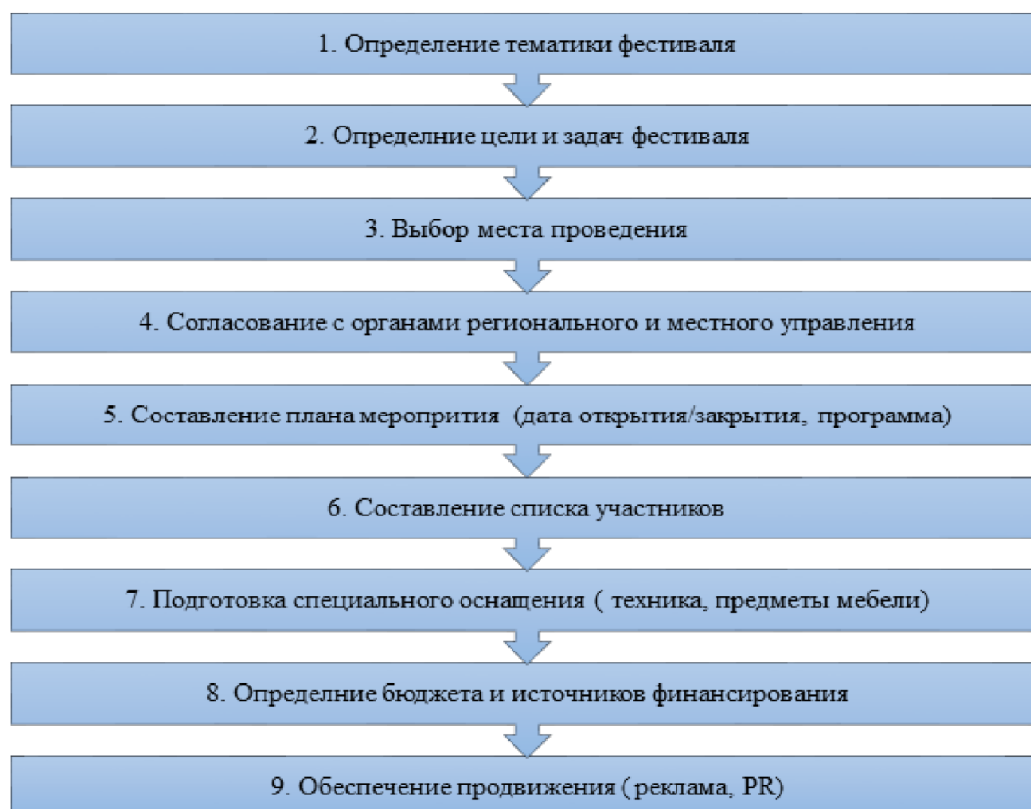 1. Определение тематики фестиваля
2. Определние цели и задач фестиваля
3. Выбор места проведения
4. Согласование с органами регионального и местного управления
5. Составление плана меропрития (дата открытия/закрытия, программа)
6. Составление списка участников
7. Подготовка специального оснащения ( техника, предметы мебели)
8. Определние бюджета и источников финансирования
9. Обеспечение продвижения ( реклама, PR)